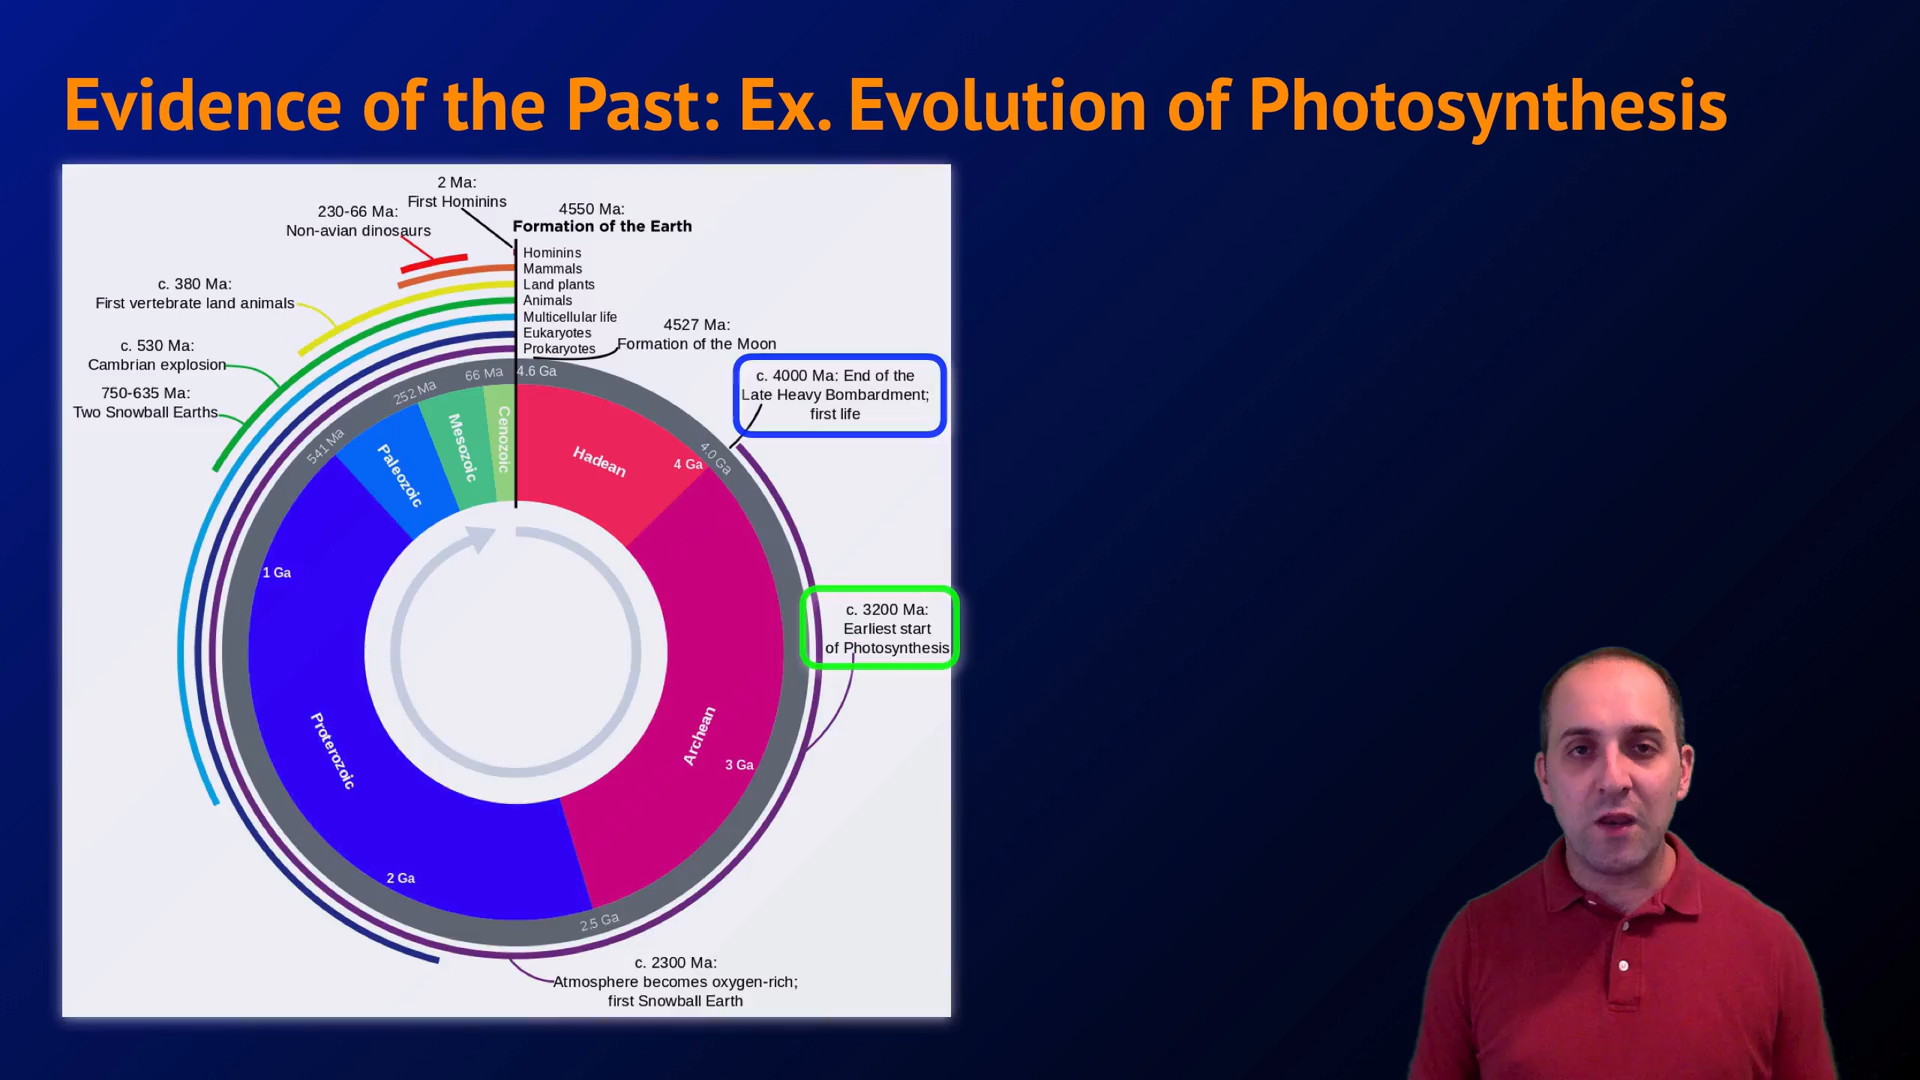 Evidence of the Past: Ex. Evolution of Photosynthesis
2 Ma:
First Hominins
230-66 Ma:
Non-avian dinosaurs
4550 Ma:
Formation of the Earth
Hominins
Mammals
Land plants
Animals
Multicellular life
Eukaryotes
Prokaryotes
c. 380 Ma:
First vertebrate land animals
4527 Ma:
Formation of the Moon
c. 530 Ma:
Cambrian explosion
750-635 Ma:
Two Snowball Earths
c. 4000 Ma: End of the
Late Heavy Bombardment;
first life
4.6 Ga
66 Ma
252 Ma
541 Ma
4.0 Ga
Cenozoic
Mesozoic
Paleozoic
Hadean
4 Ga
1 Ga
c. 3200 Ma:
Earliest start
of Photosynthesis
Proterozoic
Archean
3 Ga
2 Ga
2.5 Ga
c. 2300 Ma:
Atmosphere becomes oxygen-rich;
first Snowball Earth